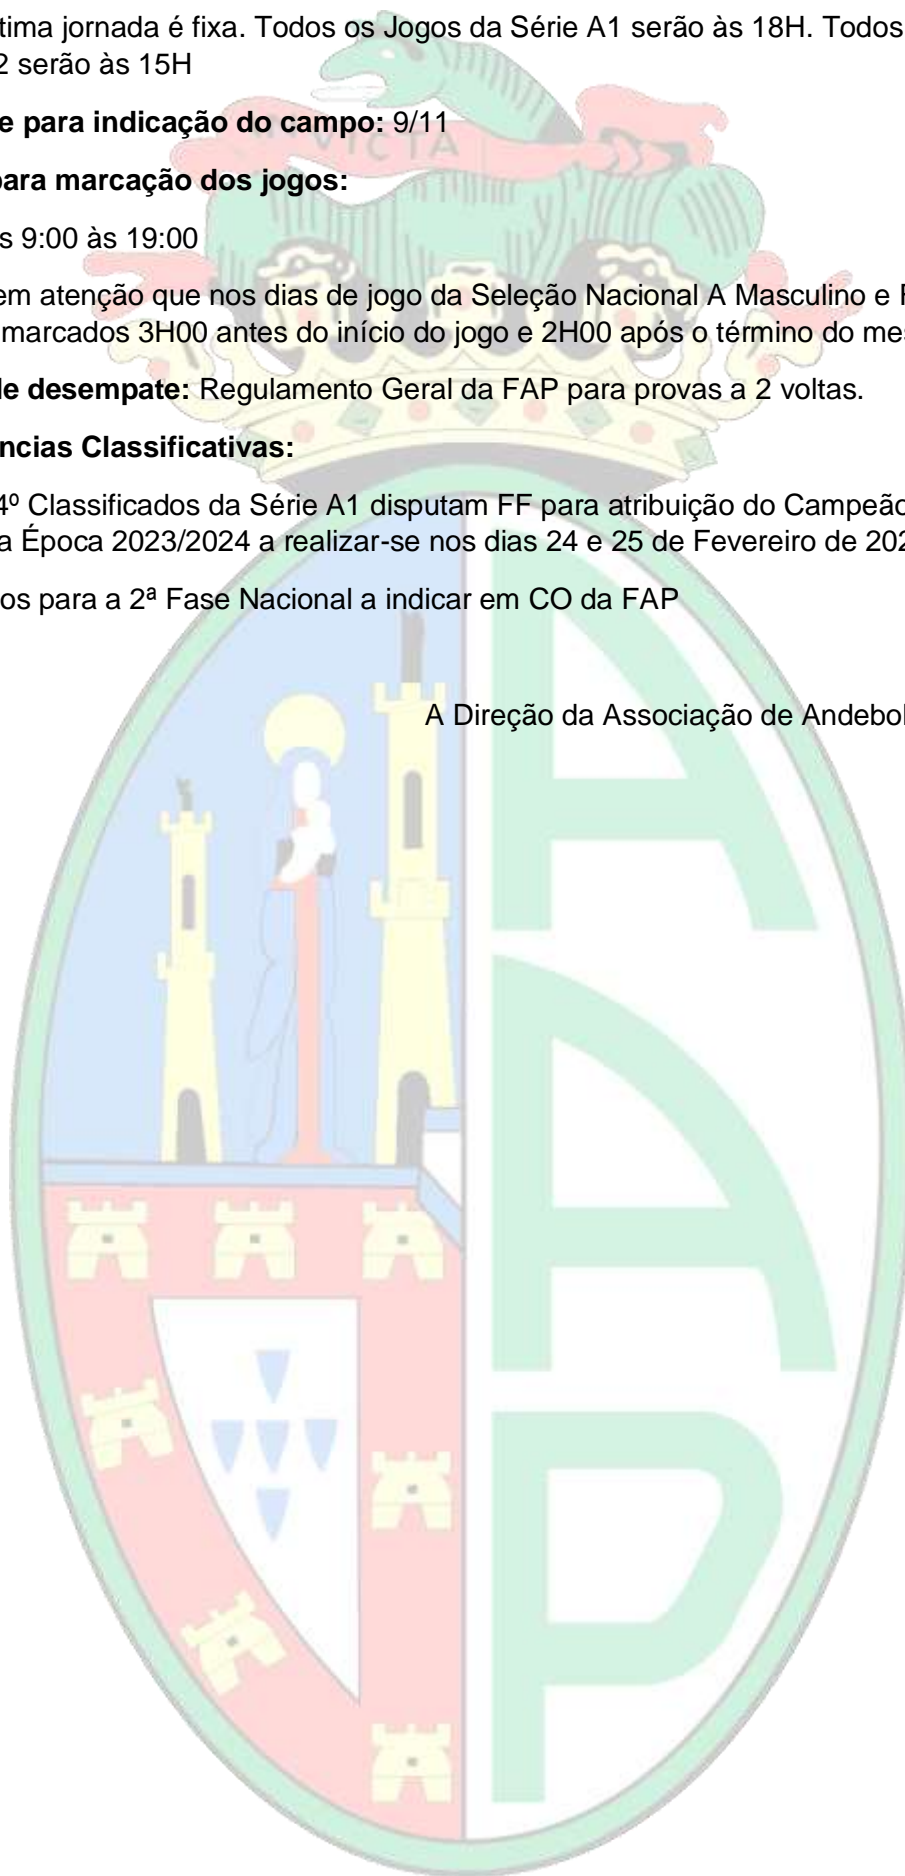 tima jornada é fixa. Todos os Jogos da Série A1 serão às 18H. Todos
2 serão às 15H
e para indicação do campo: 9/11
VICTA
para marcação dos jogos:
s 9:00 às 19:00
em atenção que nos dias de jogo da Seleção Nacional A Masculino e F
marcados 3H00 antes do início do jogo e 2H00 após o término do mes
de desempate: Regulamento Geral da FAP para provas a 2 voltas.
ncias Classificativas:
4º Classificados da Série A1 disputam FF para atribuição do Campeão
a Época 2023/2024 a realizar-se nos dias 24 e 25 de Fevereiro de 202
os para a 2ª Fase Nacional a indicar em CO da FAP
A Direção da Associação de Andebol
A
A
P